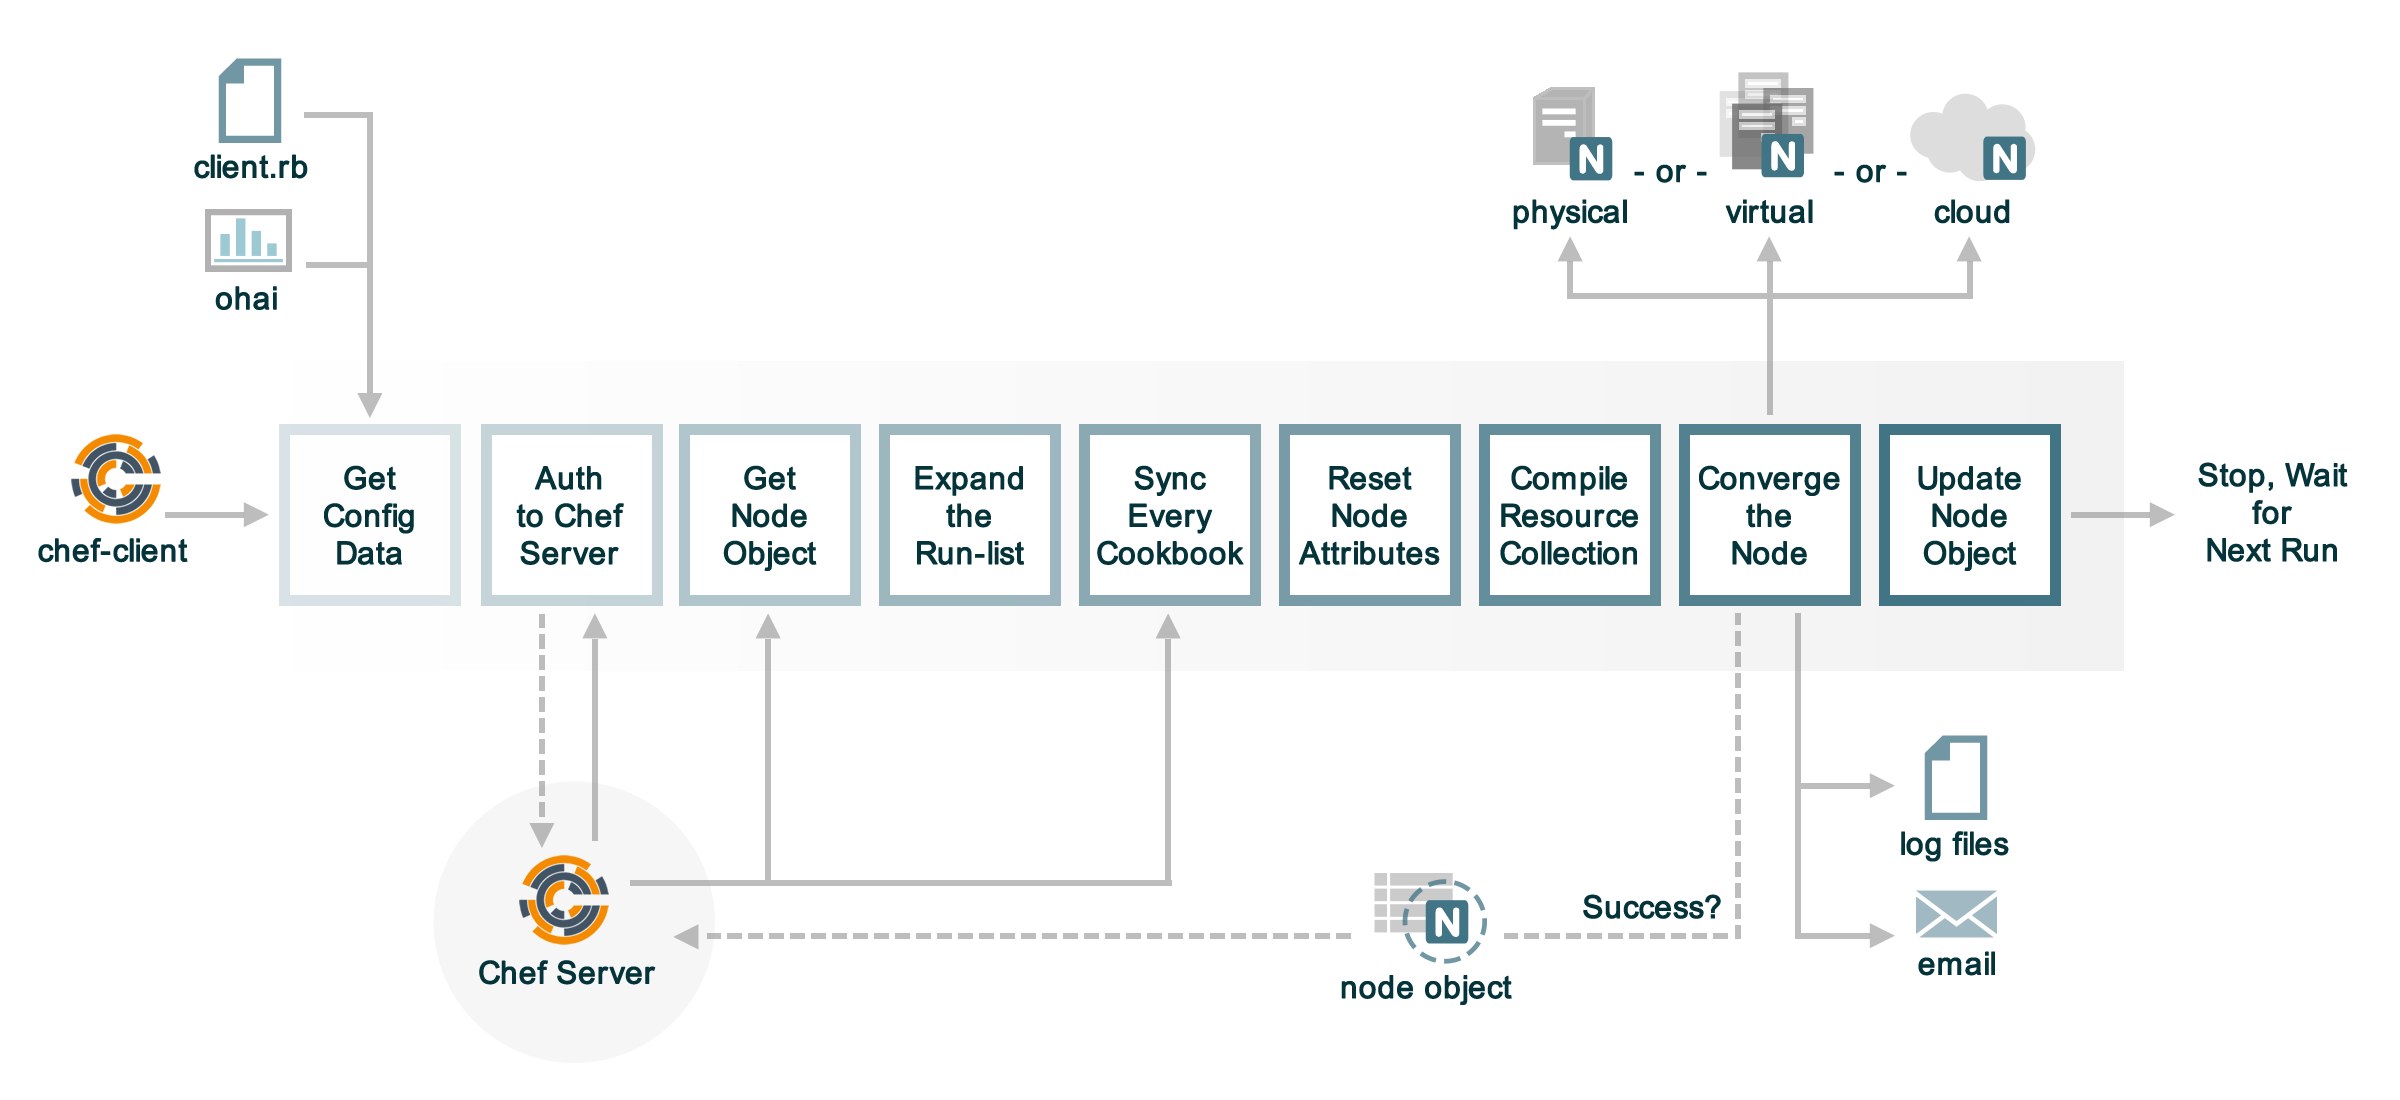 client.rb
ohai
physical
- or -
virtual
- or -
cloud
N
N
N
chef-client
Get
Config
Data
Auth
to Chef
Server
Get
Node
Object
Expand
the
Run-list
Sync
Every
Cookbook
Reset
Node
Attributes
Compile
Resource
Collection
Converge
the
Node
Update
Node
Object
Stop, Wait
for
Next Run
Chef Server
N
node object
Success?
log files
email